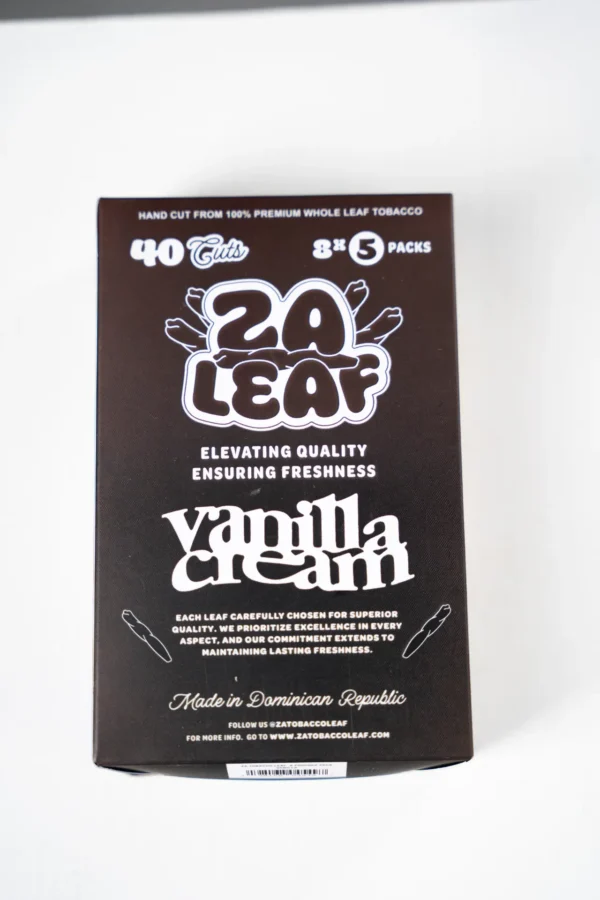 HAND CUT FROM 100% PREMIUM WHOLE LEAF TOBACCO
40 Cuts
8x 5 PACKS
ZA
LEAF
ELEVATING QUALITY
ENSURING FRESHNESS
vanilla
cream
EACH LEAF CAREFULLY CHOSEN FOR SUPERIOR
QUALITY. WE PRIORITIZE EXCELLENCE IN EVERY
ASPECT, AND OUR COMMITMENT EXTENDS TO
MAINTAINING LASTING FRESHNESS.
Made in Dominican Republic
FOLLOW US @ZATOBACCOLEAF
FOR MORE INFO. GO TO WWW.ZATOBACCOLEAF.COM